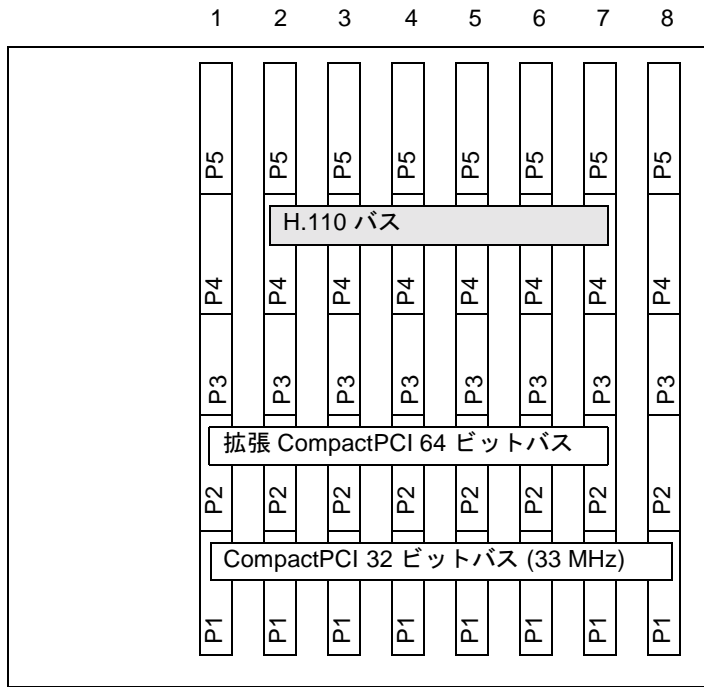 1 2 3 4 5 6 7 8
P5 P5 P5 P5 P5 P5 P5 P5
H.110 バス
P4 P4 P4 P4 P4 P4 P4 P4
P3 P3 P3 P3 P3 P3 P3 P3
拡張 CompactPCI 64 ビットバス
P2 P2 P2 P2 P2 P2 P2 P2
CompactPCI 32 ビットバス (33 MHz)
P1 P1 P1 P1 P1 P1 P1 P1